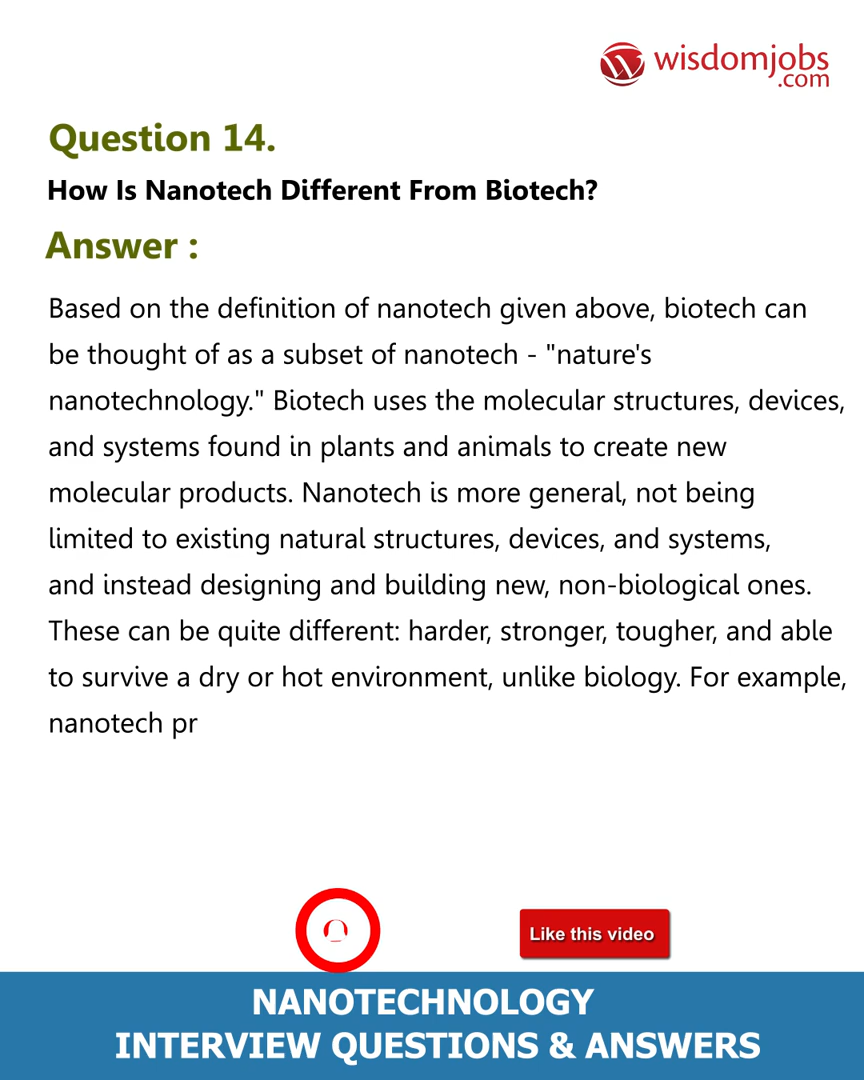 wisdomjobs
.com
Question 14.
How Is Nanotech Different From Biotech?
Answer :
Based on the definition of nanotech given above, biotech can
be thought of as a subset of nanotech - "nature's
nanotechnology." Biotech uses the molecular structures, devices,
and systems found in plants and animals to create new
molecular products. Nanotech is more general, not being
limited to existing natural structures, devices, and systems,
and instead designing and building new, non-biological ones.
These can be quite different: harder, stronger, tougher, and able
to survive a dry or hot environment, unlike biology. For example,
nanotech pr
Like this video
NANOTECHNOLOGY
INTERVIEW QUESTIONS & ANSWERS